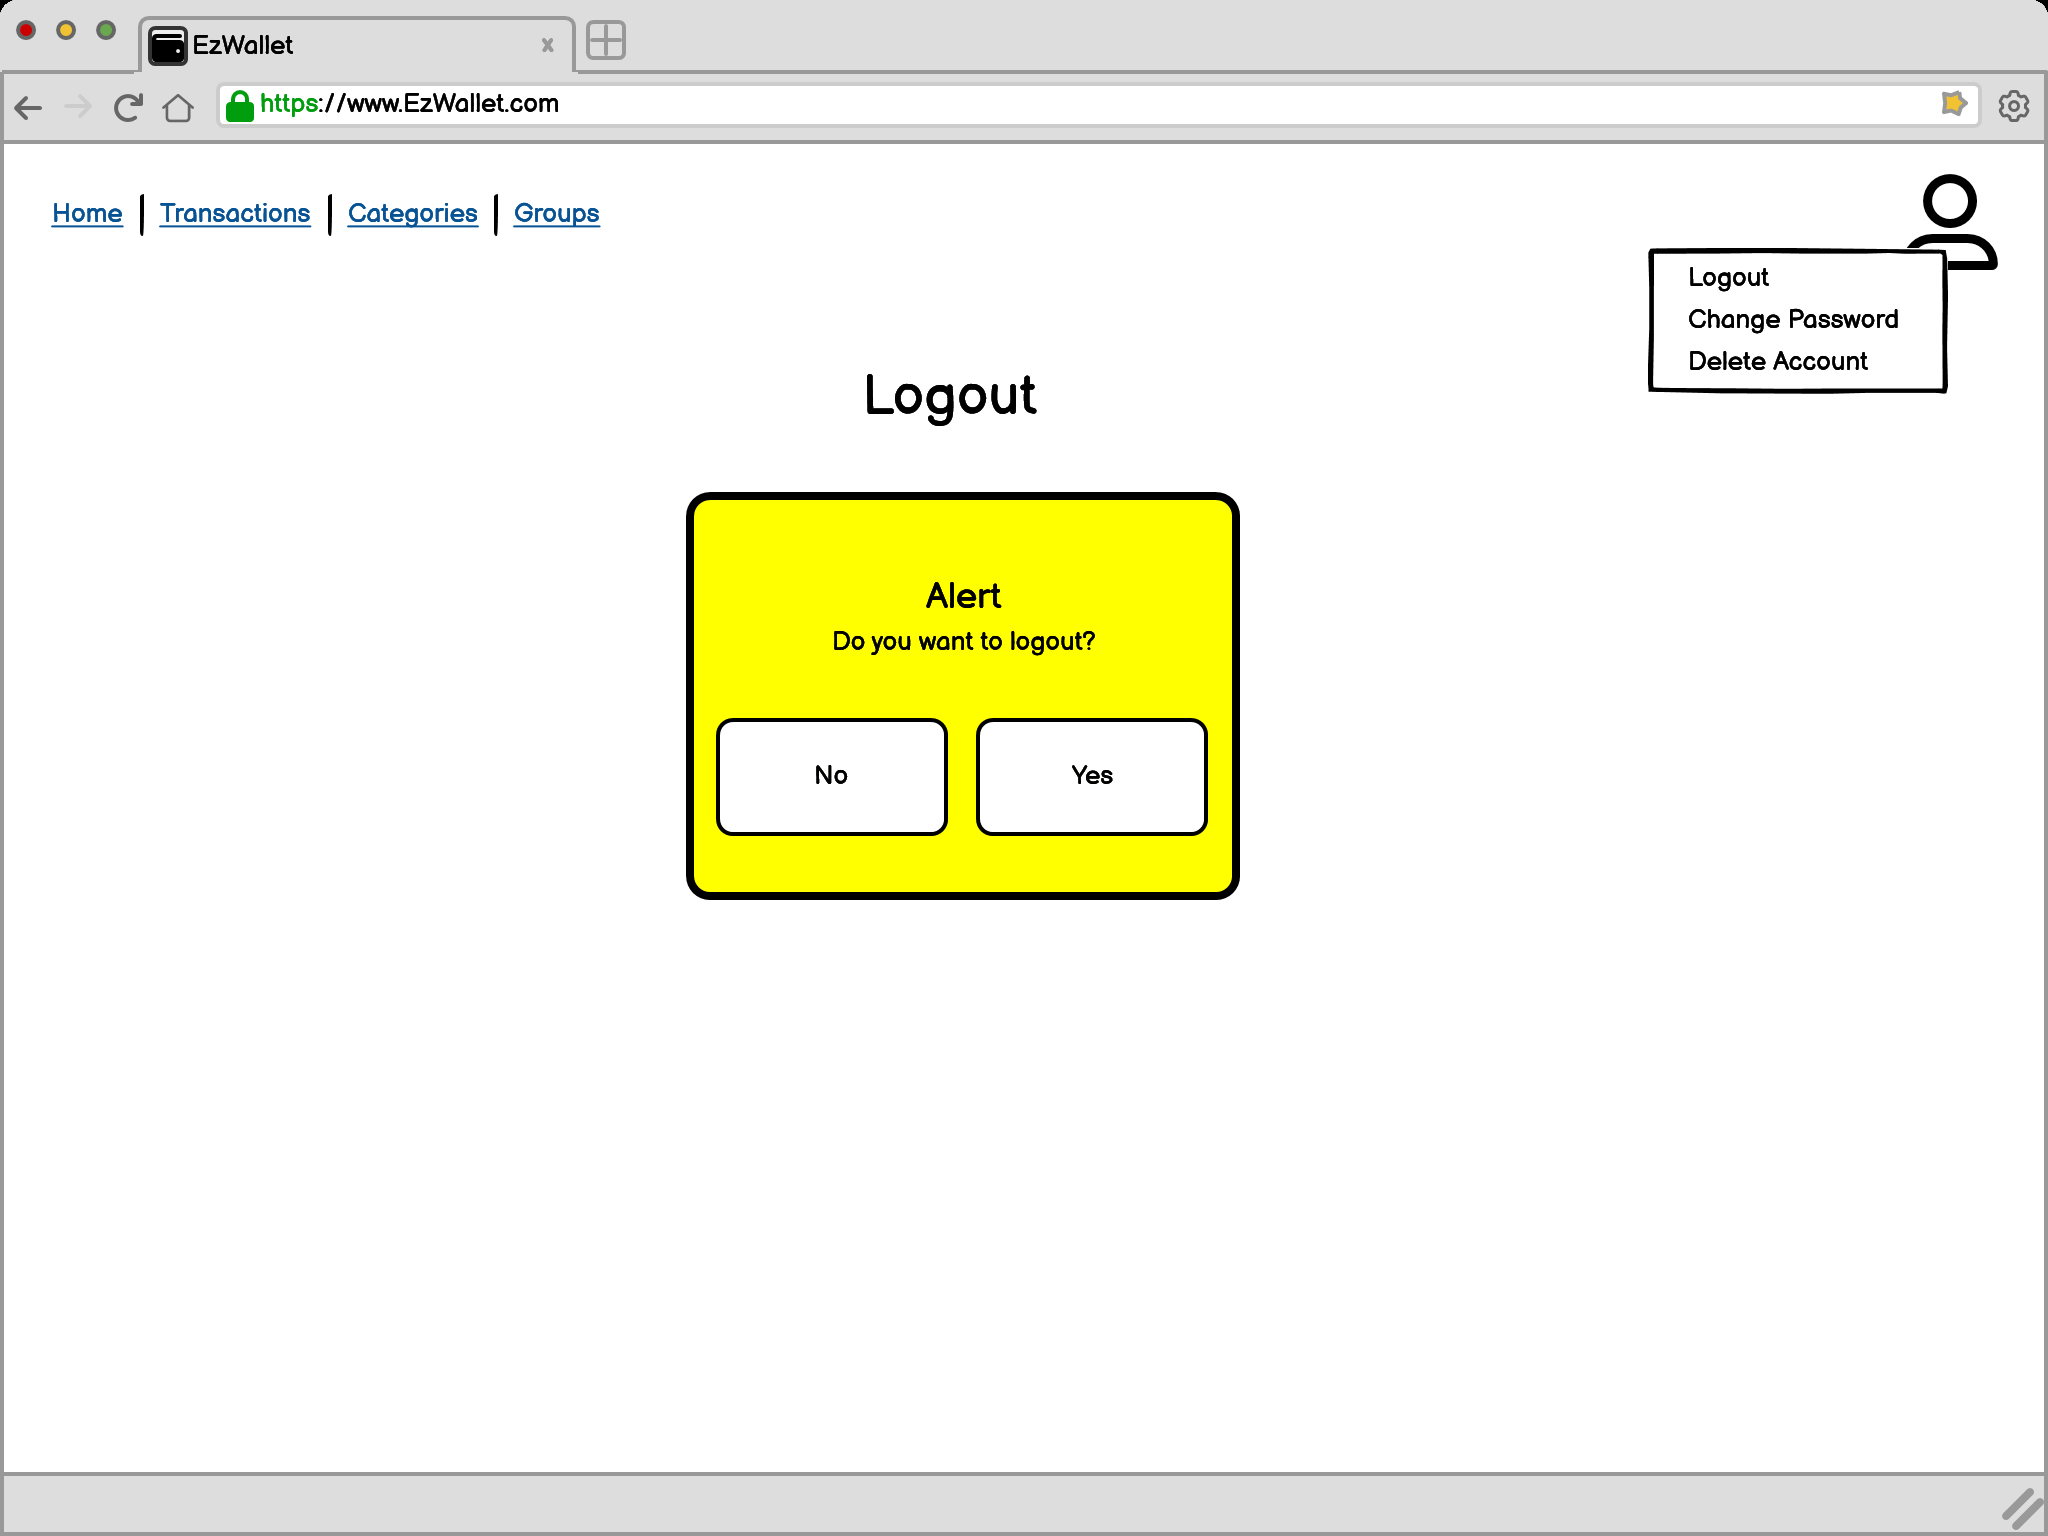 EzWallet
https://www.EzWallet.com
Home Transactions Categories Groups
Logout
Change Password
Delete Account
Logout
Alert
Do you want to logout?
No Yes